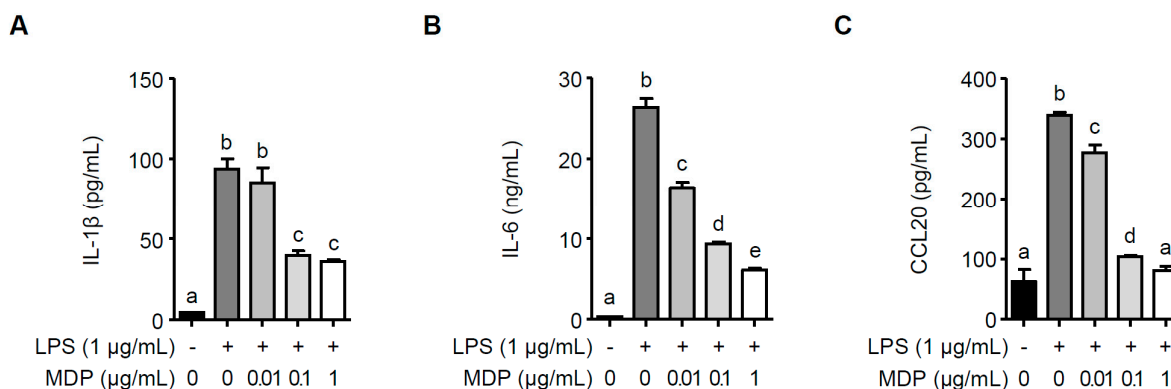 A
IL-1β (pg/mL)
150
100
50
0
a
b
b
c
c
LPS (1 µg/mL) - + + + +
MDP (µg/mL) 0 0 0.01 0.1 1
B
IL-6 (ng/mL)
30
20
10
0
a
b
c
d
e
LPS (1 µg/mL) - + + + +
MDP (µg/mL) 0 0 0.01 0.1 1
C
CCL20 (pg/mL)
400
300
200
100
0
a
b
c
d
a
LPS (1 µg/mL) - + + + +
MDP (µg/mL) 0 0 0.01 0.1 1